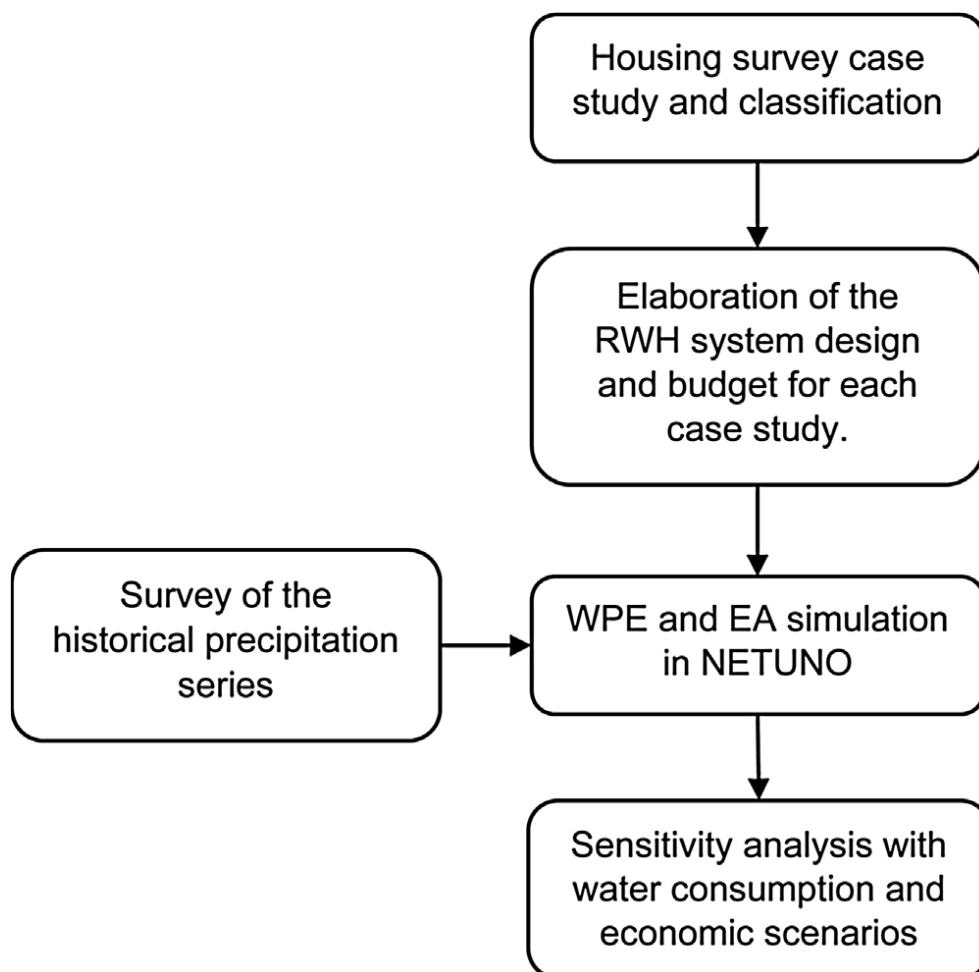 Housing survey case
study and classification
Elaboration of the
RWH system design
and budget for each
case study.
Survey of the
historical precipitation
series
WPE and EA simulation
in NETUNO
Sensitivity analysis with
water consumption and
economic scenarios